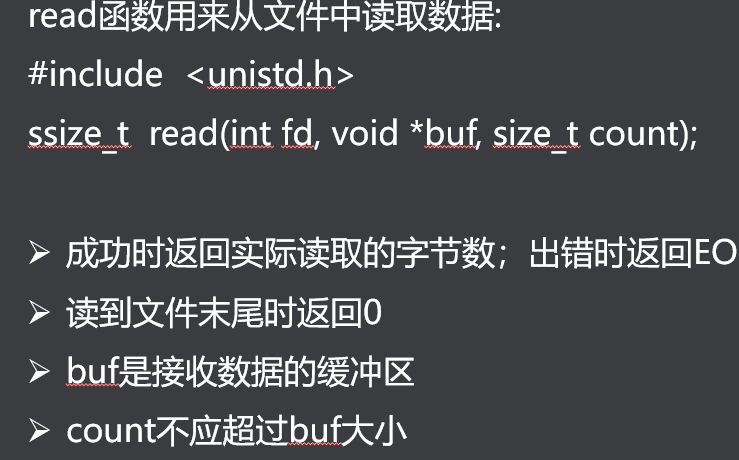 read函数用来从文件中读取数据:
#include <unistd.h>
ssize_t read(int fd, void *buf, size_t count);
➢ 成功时返回实际读取的字节数；出错时返回EO
➢ 读到文件末尾时返回0
➢ buf是接收数据的缓冲区
➢ count不应超过buf大小